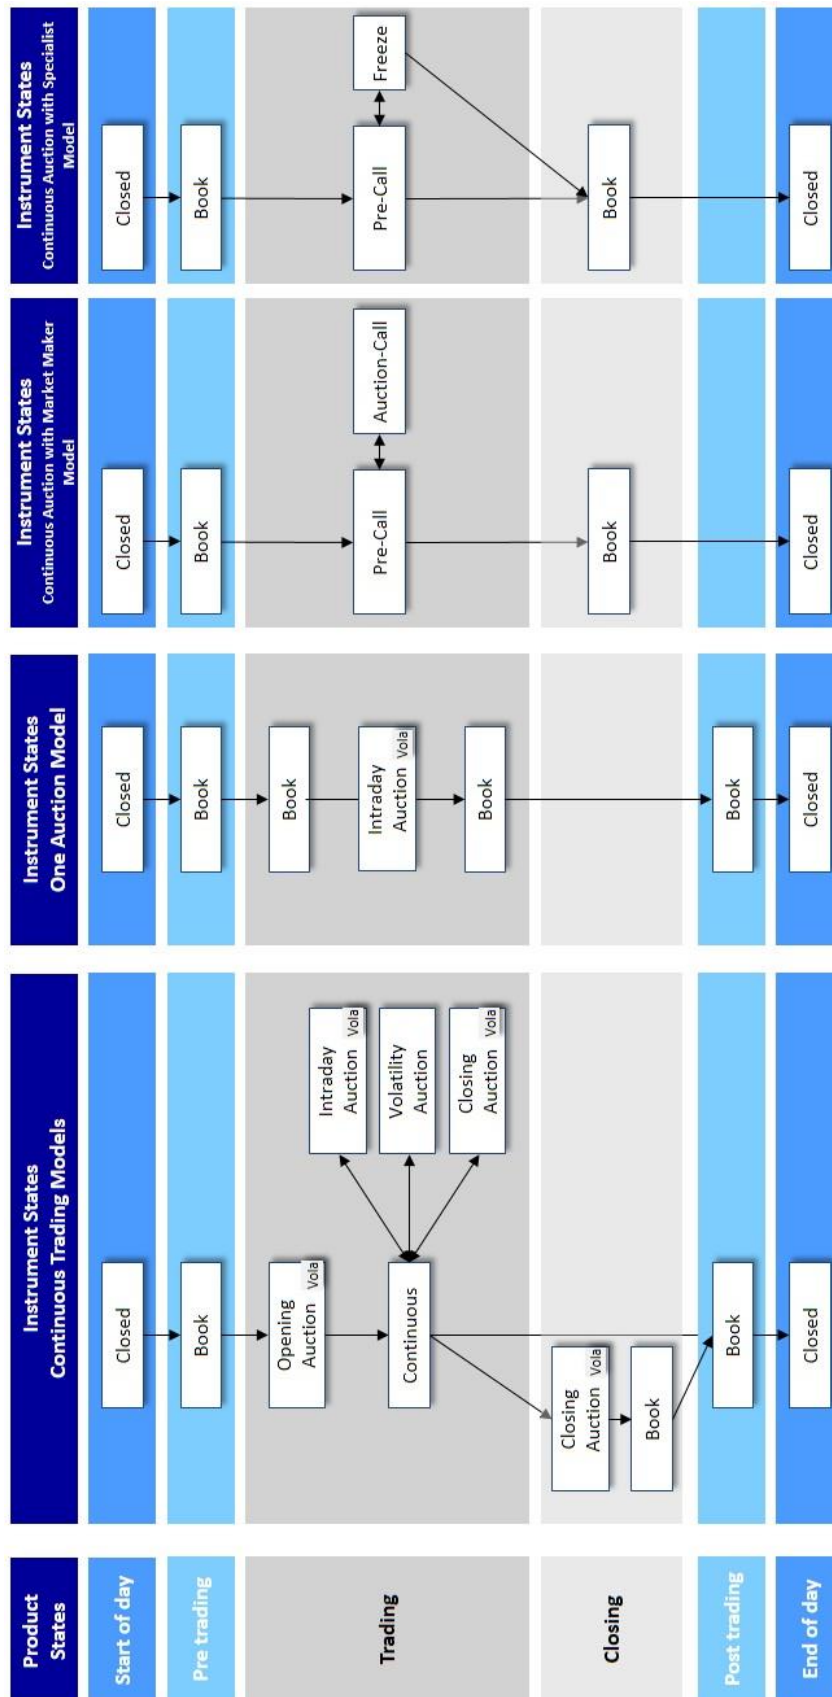 Product
States
Start of day
Pre trading
Trading
Closing
Post trading
End of day
Instrument States
Continuous Trading Models
Closed
Book
Opening
Auction
Vola
Continuous
Intraday
Auction
Vola
Volatility
Auction
Closing
Auction
Vola
Closing
Auction
Vola
Book
Book
Closed
Instrument States
One Auction Model
Closed
Book
Book
Intraday
Auction
Vola
Book
Book
Closed
Instrument States
Continuous Auction with Market Maker
Model
Closed
Book
Pre-Call
Auction-Call
Book
Closed
Instrument States
Continuous Auction with Specialist
Model
Closed
Book
Pre-Call
Freeze
Book
Closed